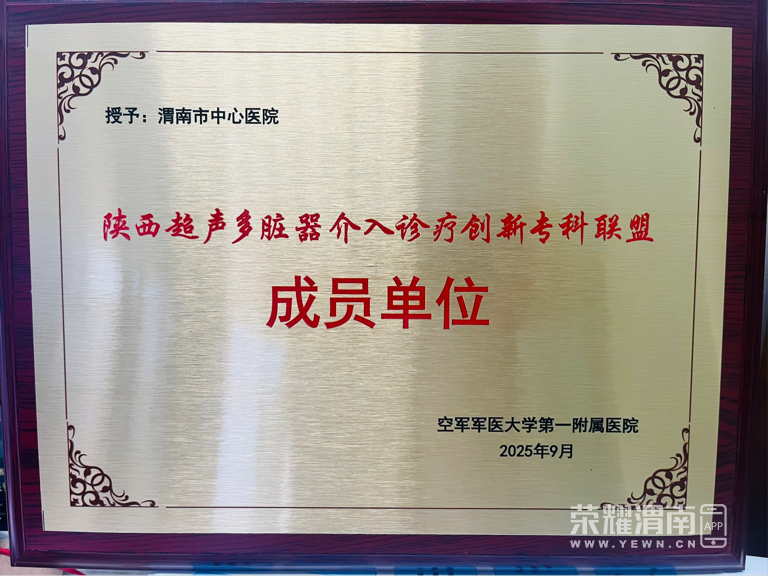 授予：渭南市中心医院
陕西超声多脏器介入诊疗创新专科联盟
成员单位
空军军医大学第一附属医院
2025年9月
荣耀渭南 APP
WWW.YEWN.CN